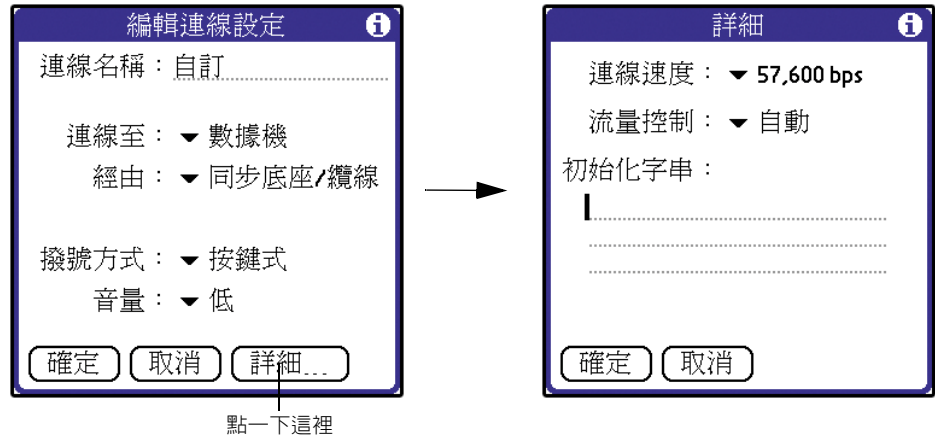 編輯連線設定
連線名稱：自訂
連線至：數據機
經由：同步底座/纜線
撥號方式：按鍵式
音量：低
確定 取消 詳細...
點一下這裡
詳細
連線速度：57,600 bps
流量控制：自動
初始化字串：
確定 取消